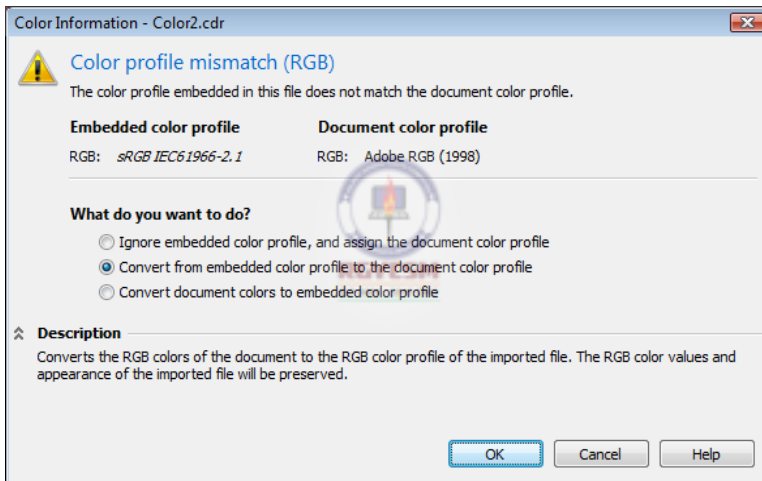 Color Information - Color2.cdr
Color profile mismatch (RGB)
The color profile embedded in this file does not match the document color profile.
Embedded color profile Document color profile
RGB: sRGB IEC61966-2.1 RGB: Adobe RGB (1998)
What do you want to do?
Ignore embedded color profile, and assign the document color profile
Convert from embedded color profile to the document color profile
Convert document colors to embedded color profile
Description
Converts the RGB colors of the document to the RGB color profile of the imported file. The RGB color values and
appearance of the imported file will be preserved.
OK Cancel Help